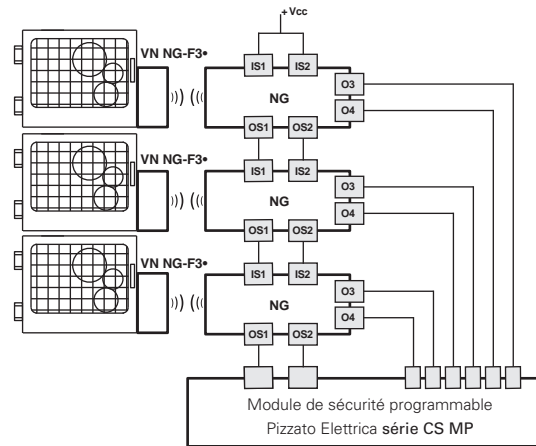 + Vcc
VN NG-F3•
IS1 IS2
O3
NG
O4
OS1 OS2
VN NG-F3•
IS1 IS2
O3
NG
O4
OS1 OS2
VN NG-F3•
IS1 IS2
O3
NG
O4
OS1 OS2
Module de sécurité programmable
Pizzato Elettrica série CS MP